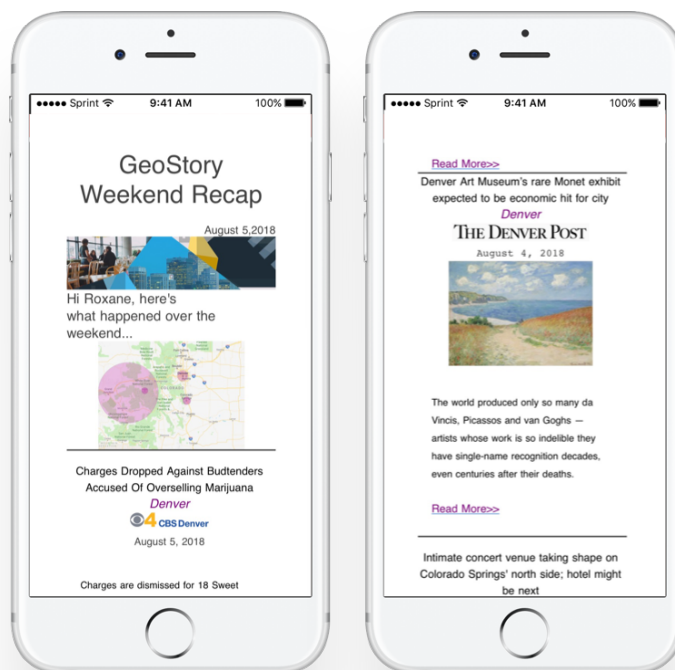 Sprint 9:41 AM 100%
GeoStory
Weekend Recap
August 5,2018
Hi Roxane, here's
what happened over the
weekend...
Charges Dropped Against Budtenders
Accused Of Overselling Marijuana
Denver
4 CBS Denver
August 5, 2018
Charges are dismissed for 18 Sweet
Sprint 9:41 AM 100%
Read More>>
Denver Art Museum's rare Monet exhibit
expected to be economic hit for city
Denver
THE DENVER POST
August 4, 2018
The world produced only so many da
Vincis, Picassos and van Goghs —
artists whose work is so indelible they
have single-name recognition decades,
even centuries after their deaths.
Read More>>
Intimate concert venue taking shape on
Colorado Springs' north side; hotel might
be next